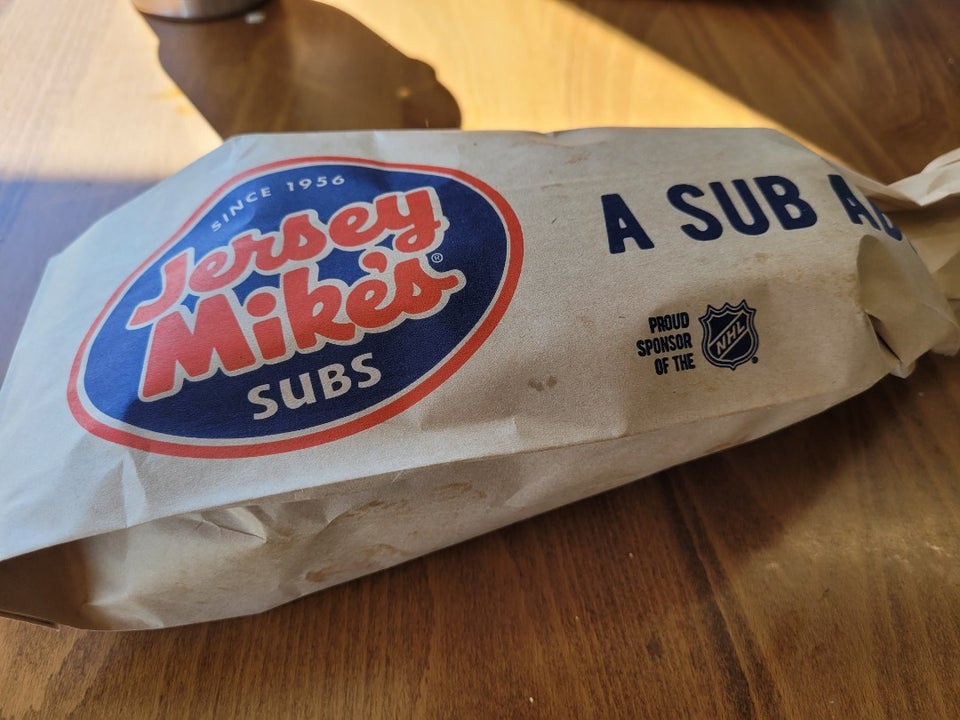 SINCE 1956
Jersey
Mike's®
SUBS
A SUB
PROUD
SPONSOR
OF THE
NHL